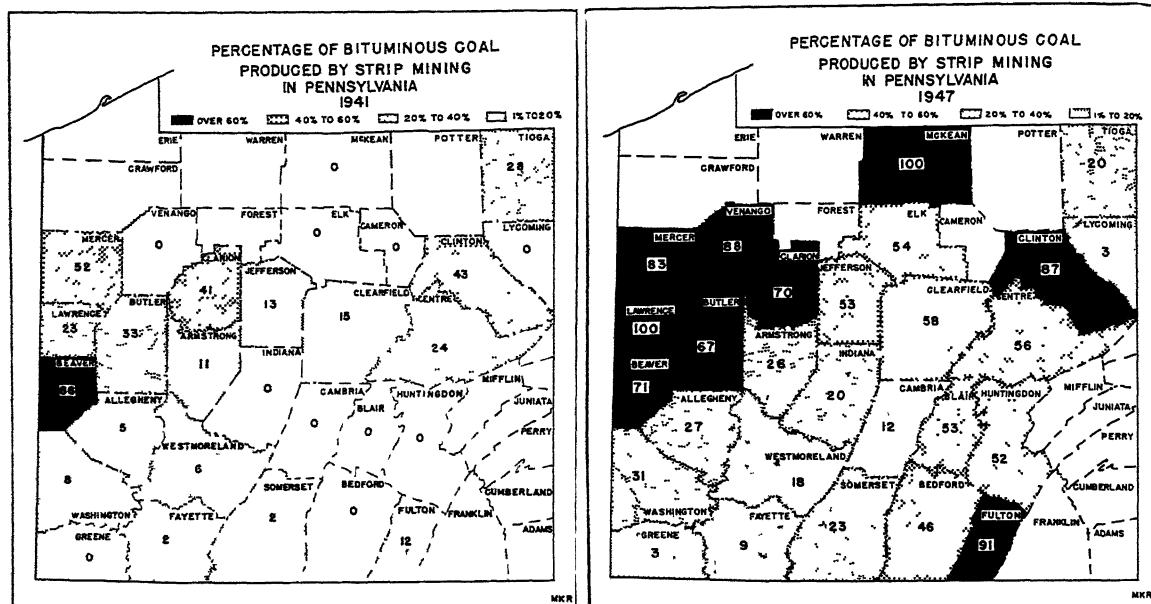 PERCENTAGE OF BITUMINOUS COAL
PRODUCED BY STRIP MINING
IN PENNSYLVANIA
1941
OVER 60% 40% TO 60% 20% TO 40% 1% TO 20%
ERIE WARREN McKEAN POTTER TIOGA
CRAWFORD 0 28
VENANGO FOREST ELK CAMERON LYCOMING
MERCER 0 0 0 CLINTON 0
52 CLARION JEFFERSON 43
LAWRENCE BUTLER 41 13 CLEARFIELD CENTRE
23 33 ARMSTRONG 15 24
BEAVER 11 INDIANA
ALLEGHENY 0 CAMBRIA BLAIR HUNTINGDON MIFFLIN
5 0 0 0 JUNIATA
WESTMORELAND PERRY
8 6 SOMERSET BEDFORD CUMBERLAND
WASHINGTON FAYETTE 2 0 FULTON FRANKLIN
GREENE 2 12 ADAMS
0
MKR
PERCENTAGE OF BITUMINOUS COAL
PRODUCED BY STRIP MINING
IN PENNSYLVANIA
1947
OVER 60% 40% TO 60% 20% TO 40% 1% TO 20%
ERIE WARREN McKEAN POTTER TIOGA
CRAWFORD 100 20
VENANGO FOREST ELK CAMERON LYCOMING
MERCER 88 54 CLINTON 3
83 CLARION JEFFERSON 87
LAWRENCE BUTLER 70 53 CLEARFIELD CENTRE
100 67 ARMSTRONG 58 56
BEAVER 26 INDIANA
71 20 CAMBRIA BLAIR HUNTINGDON MIFFLIN
ALLEGHENY 12 53 JUNIATA
27 WESTMORELAND 52 PERRY
31 18 SOMERSET BEDFORD CUMBERLAND
WASHINGTON FAYETTE 23 46 FULTON FRANKLIN
GREENE 9 91 ADAMS
3
MKR